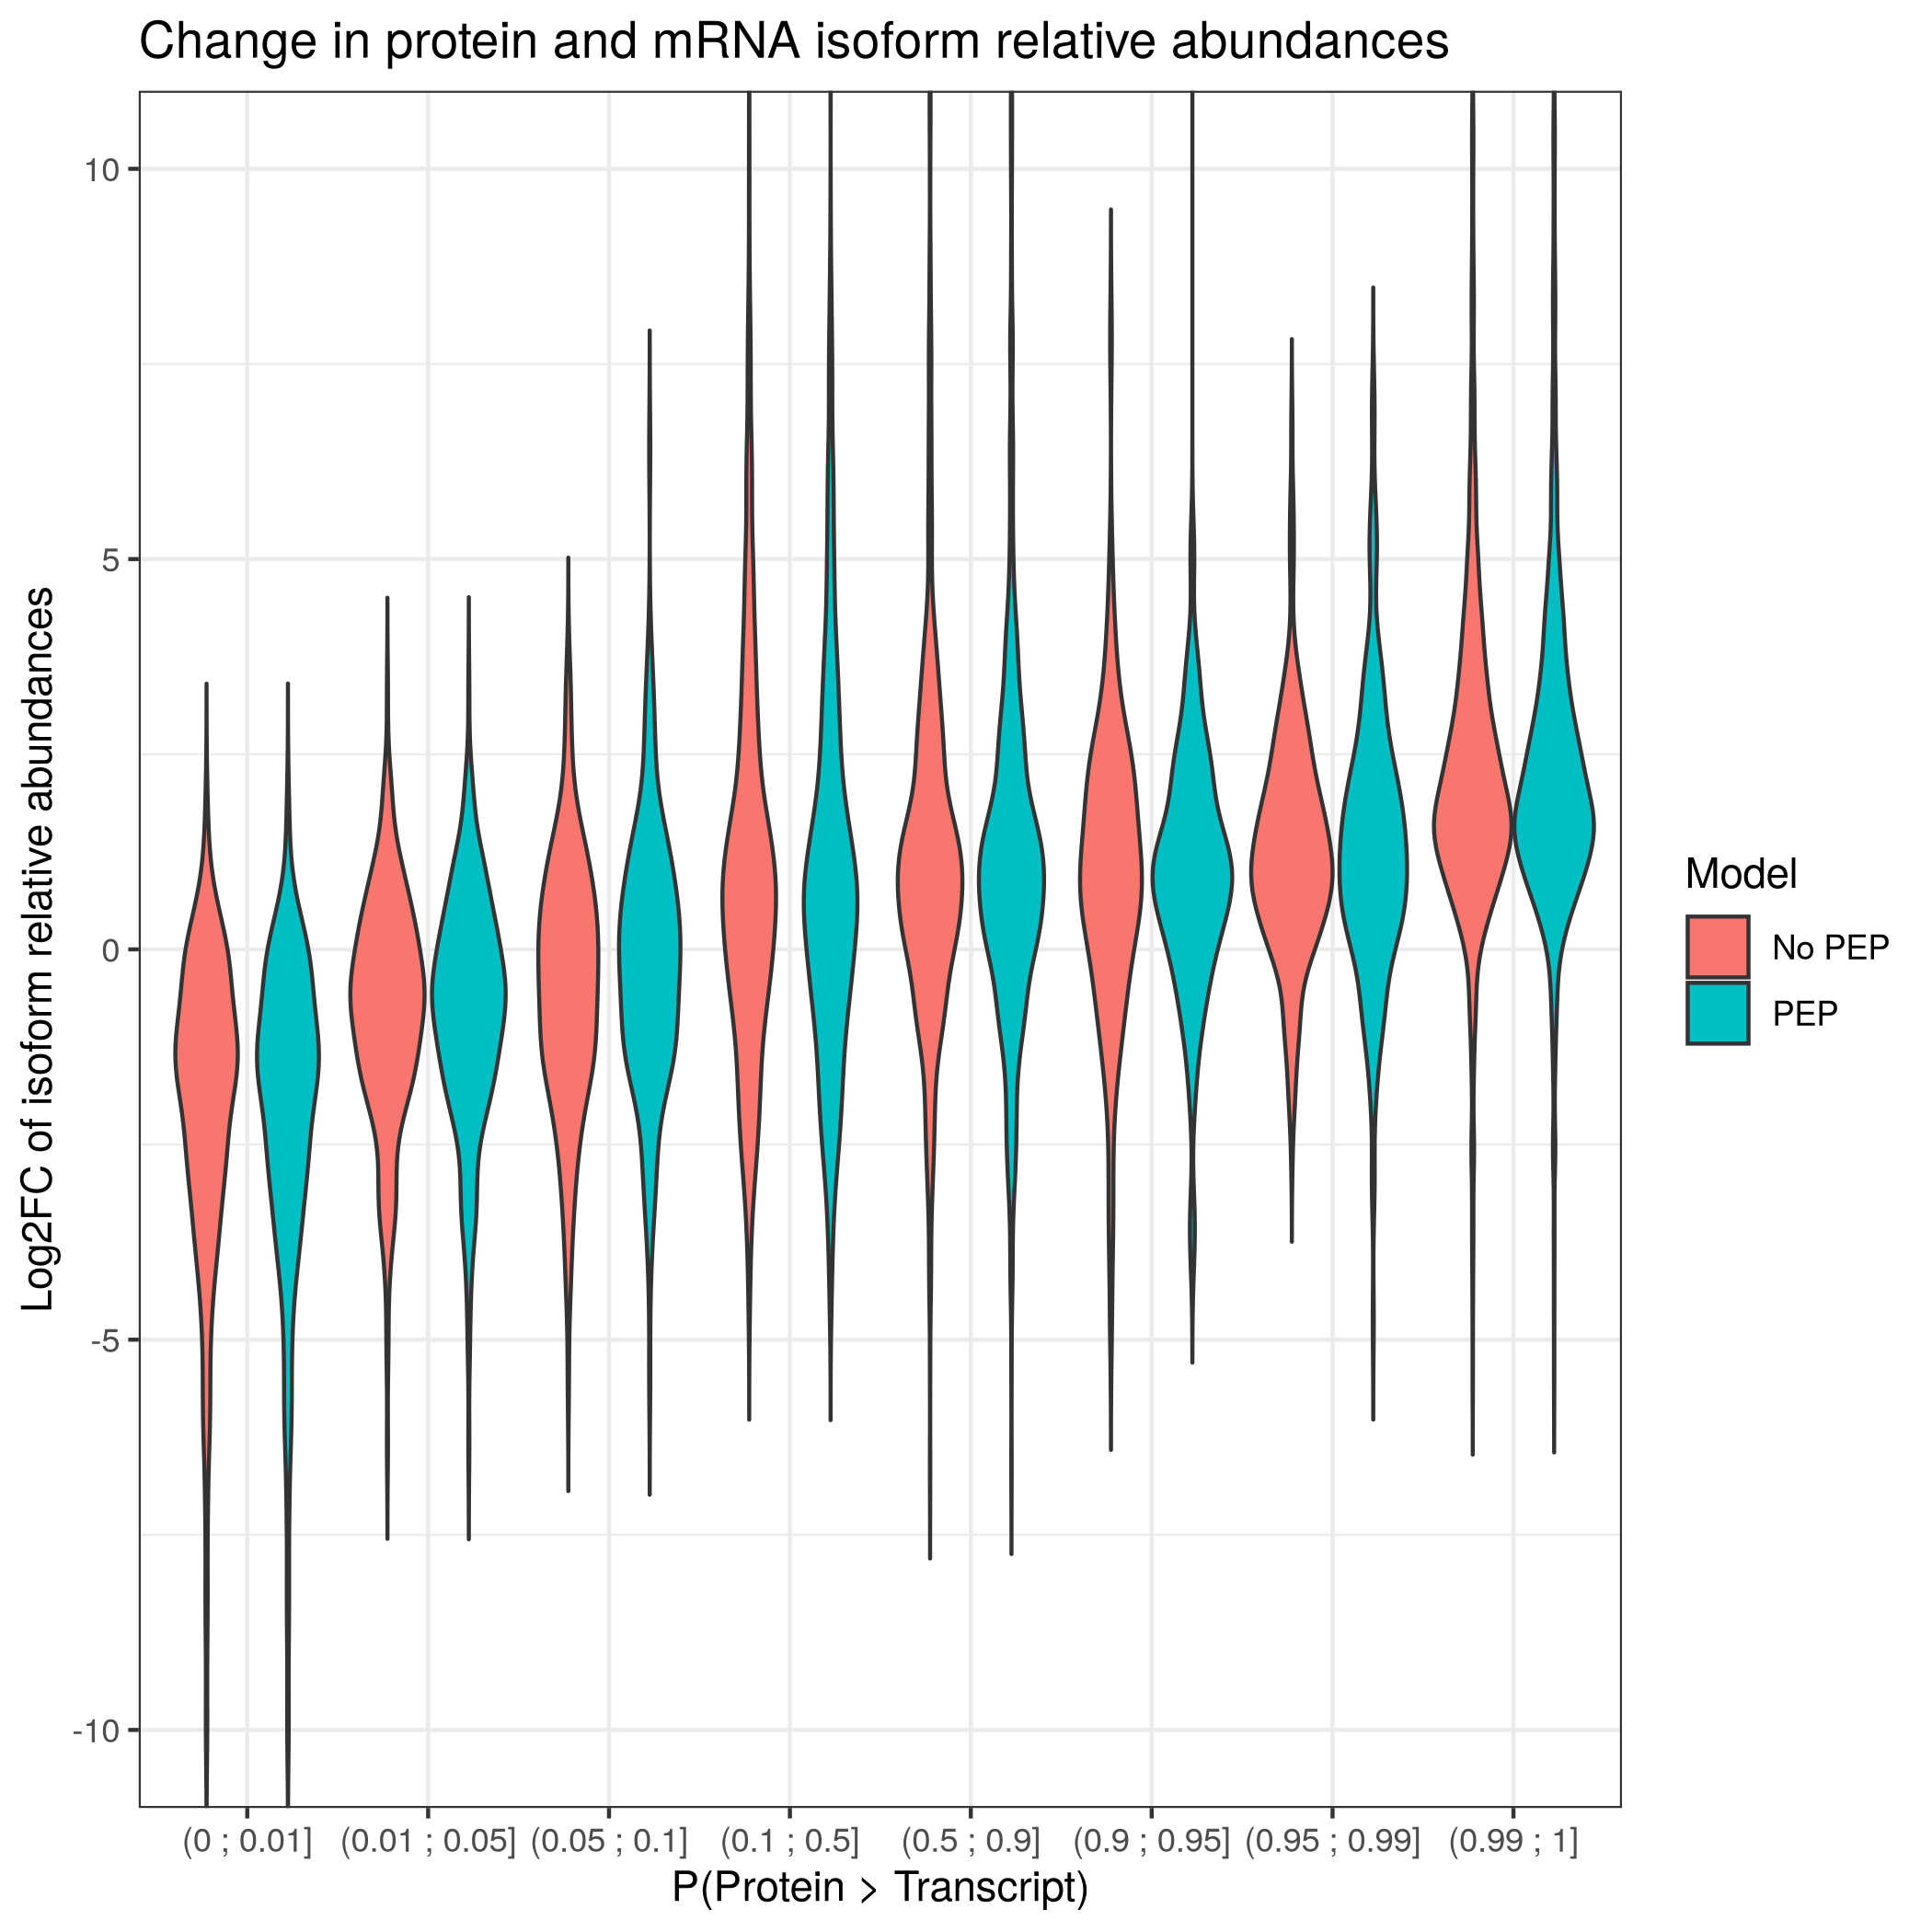 Change in protein and mRNA isoform relative abundances
Log2FC of isoform relative abundances
10
5
0
-5
-10
(0 ; 0.01] (0.01 ; 0.05] (0.05 ; 0.1] (0.1 ; 0.5] (0.5 ; 0.9] (0.9 ; 0.95] (0.95 ; 0.99] (0.99 ; 1]
P(Protein > Transcript)
Model
No PEP
PEP